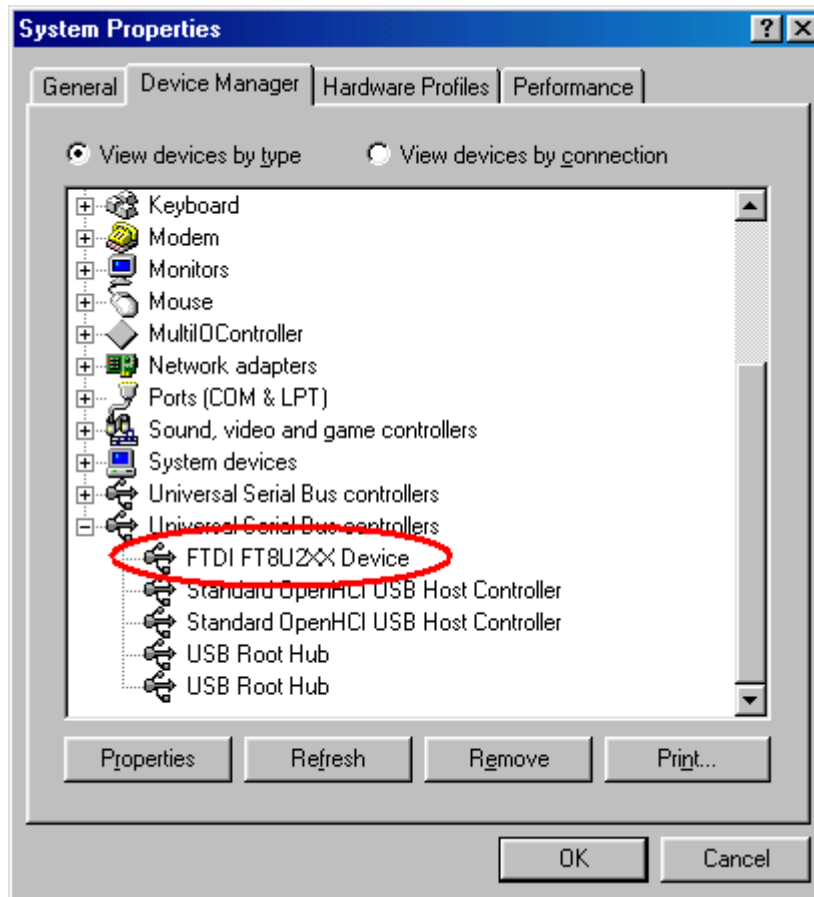 System Properties
General Device Manager Hardware Profiles Performance
View devices by type View devices by connection
Keyboard
Modem
Monitors
Mouse
MultiIOController
Network adapters
Ports (COM & LPT)
Sound, video and game controllers
System devices
Universal Serial Bus controllers
Universal Serial Bus controllers
FTDI FT8U2XX Device
Standard OpenHCI USB Host Controller
Standard OpenHCI USB Host Controller
USB Root Hub
USB Root Hub
Properties Refresh Remove Print...
OK Cancel